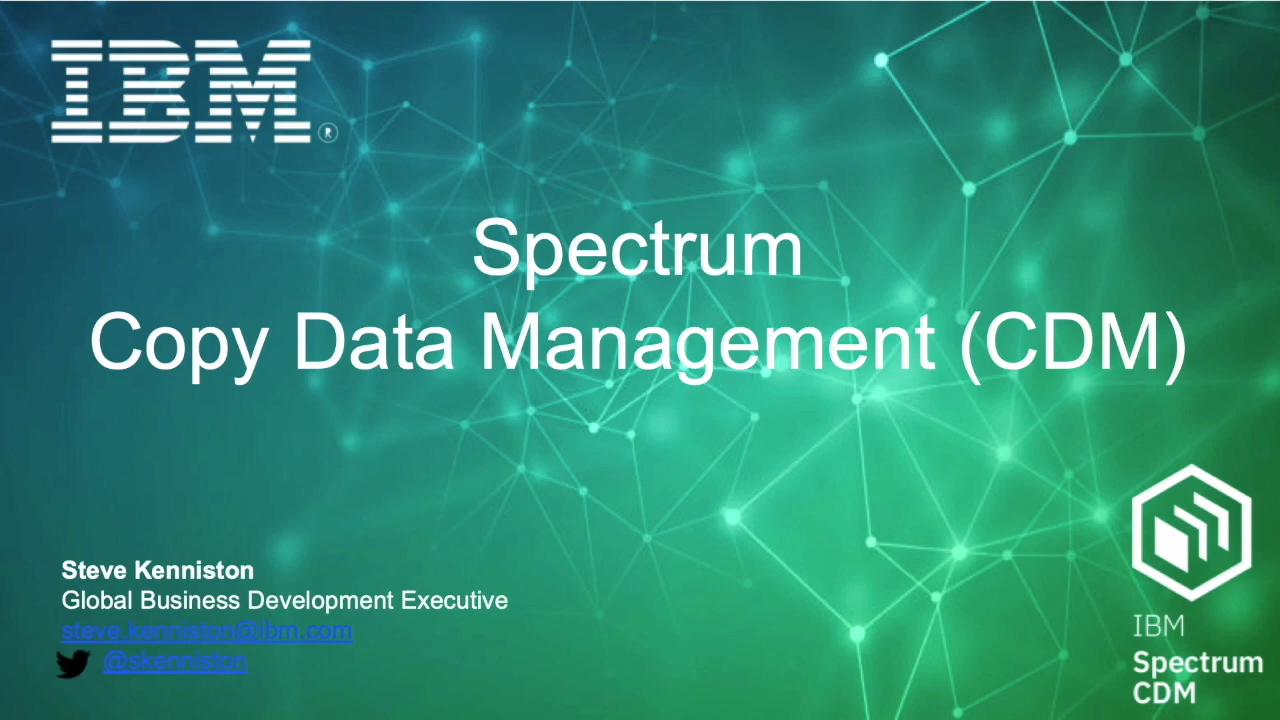 IBM®
Spectrum
Copy Data Management (CDM)
Steve Kenniston
Global Business Development Executive
steve.kenniston@ibm.com
@skenniston
IBM
Spectrum
CDM